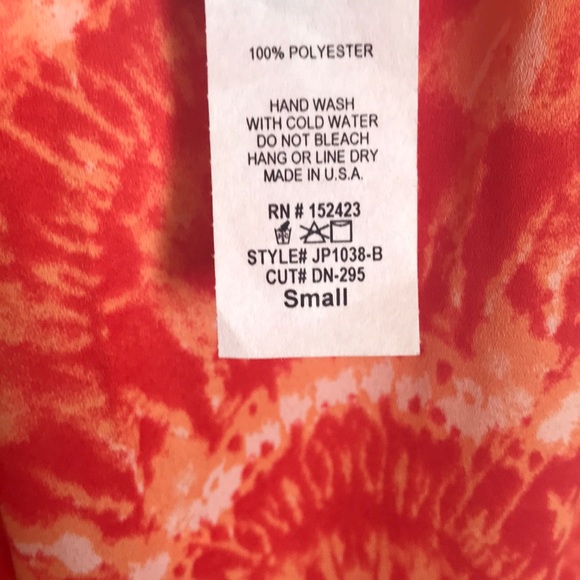 100% POLYESTER
HAND WASH
WITH COLD WATER
DO NOT BLEACH
HANG OR LINE DRY
MADE IN U.S.A.
RN # 152423
STYLE# JP1038-B
CUT# DN-295
Small